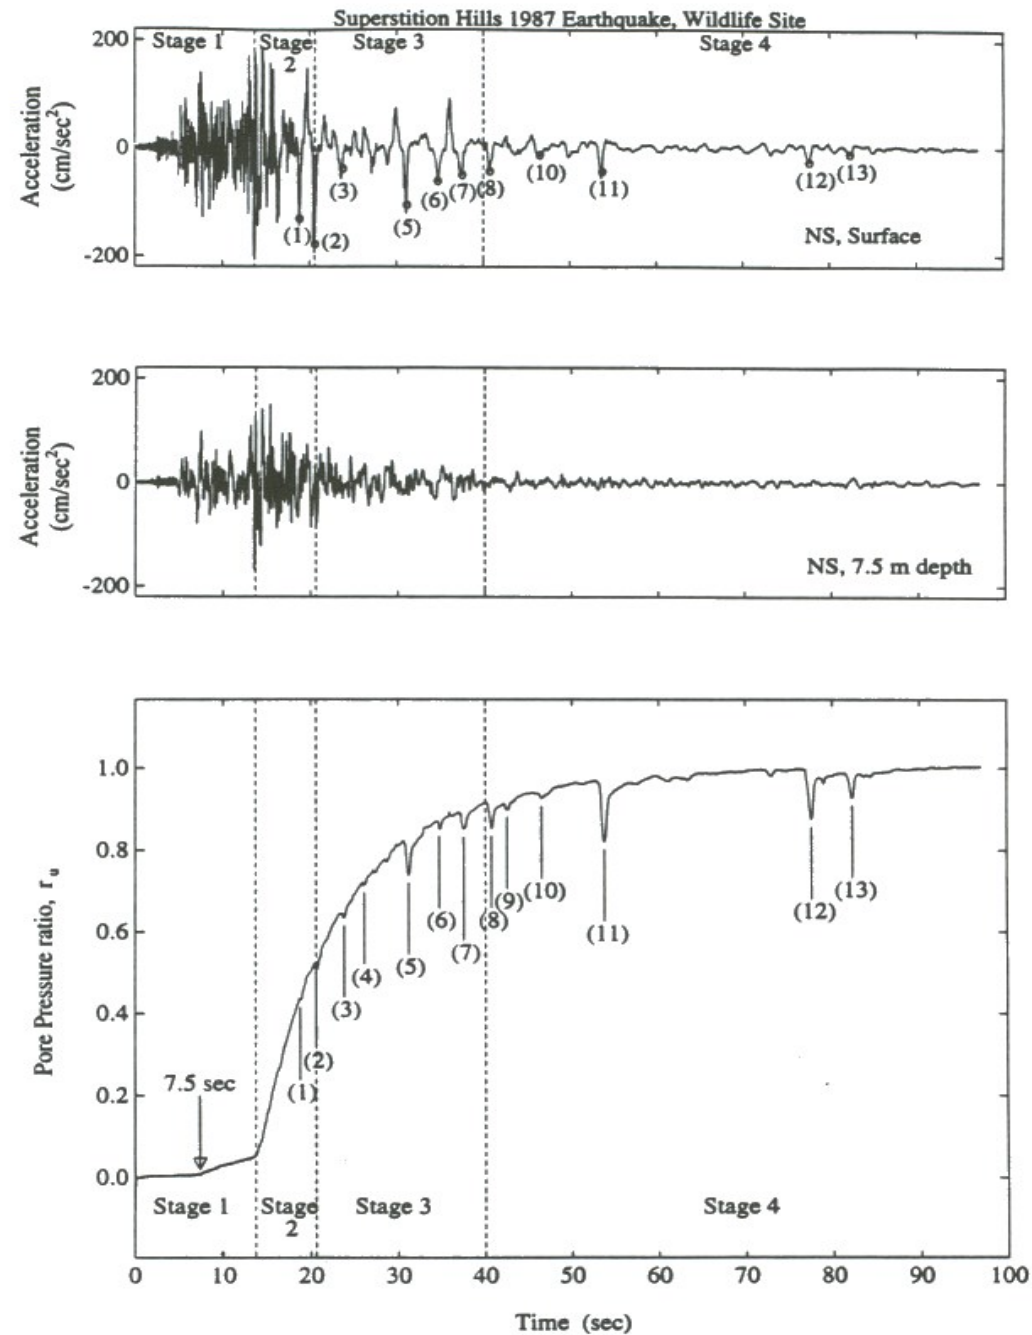 Superstition Hills 1987 Earthquake, Wildlife Site
200
0
-200
Acceleration
(cm/sec²)
Stage 1
Stage
2
Stage 3
Stage 4
(1)
(2)
(3)
(5)
(6)
(7)
(8)
(10)
(11)
(12)
(13)
NS, Surface
200
0
-200
Acceleration
(cm/sec²)
NS, 7.5 m depth
1.0
0.8
0.6
0.4
0.2
0.0
Pore Pressure ratio, rᵤ
7.5 sec
(1)
(2)
(3)
(4)
(5)
(6)
(7)
(8)
(9)
(10)
(11)
(12)
(13)
Stage 1
Stage
2
Stage 3
Stage 4
0 10 20 30 40 50 60 70 80 90 100
Time (sec)